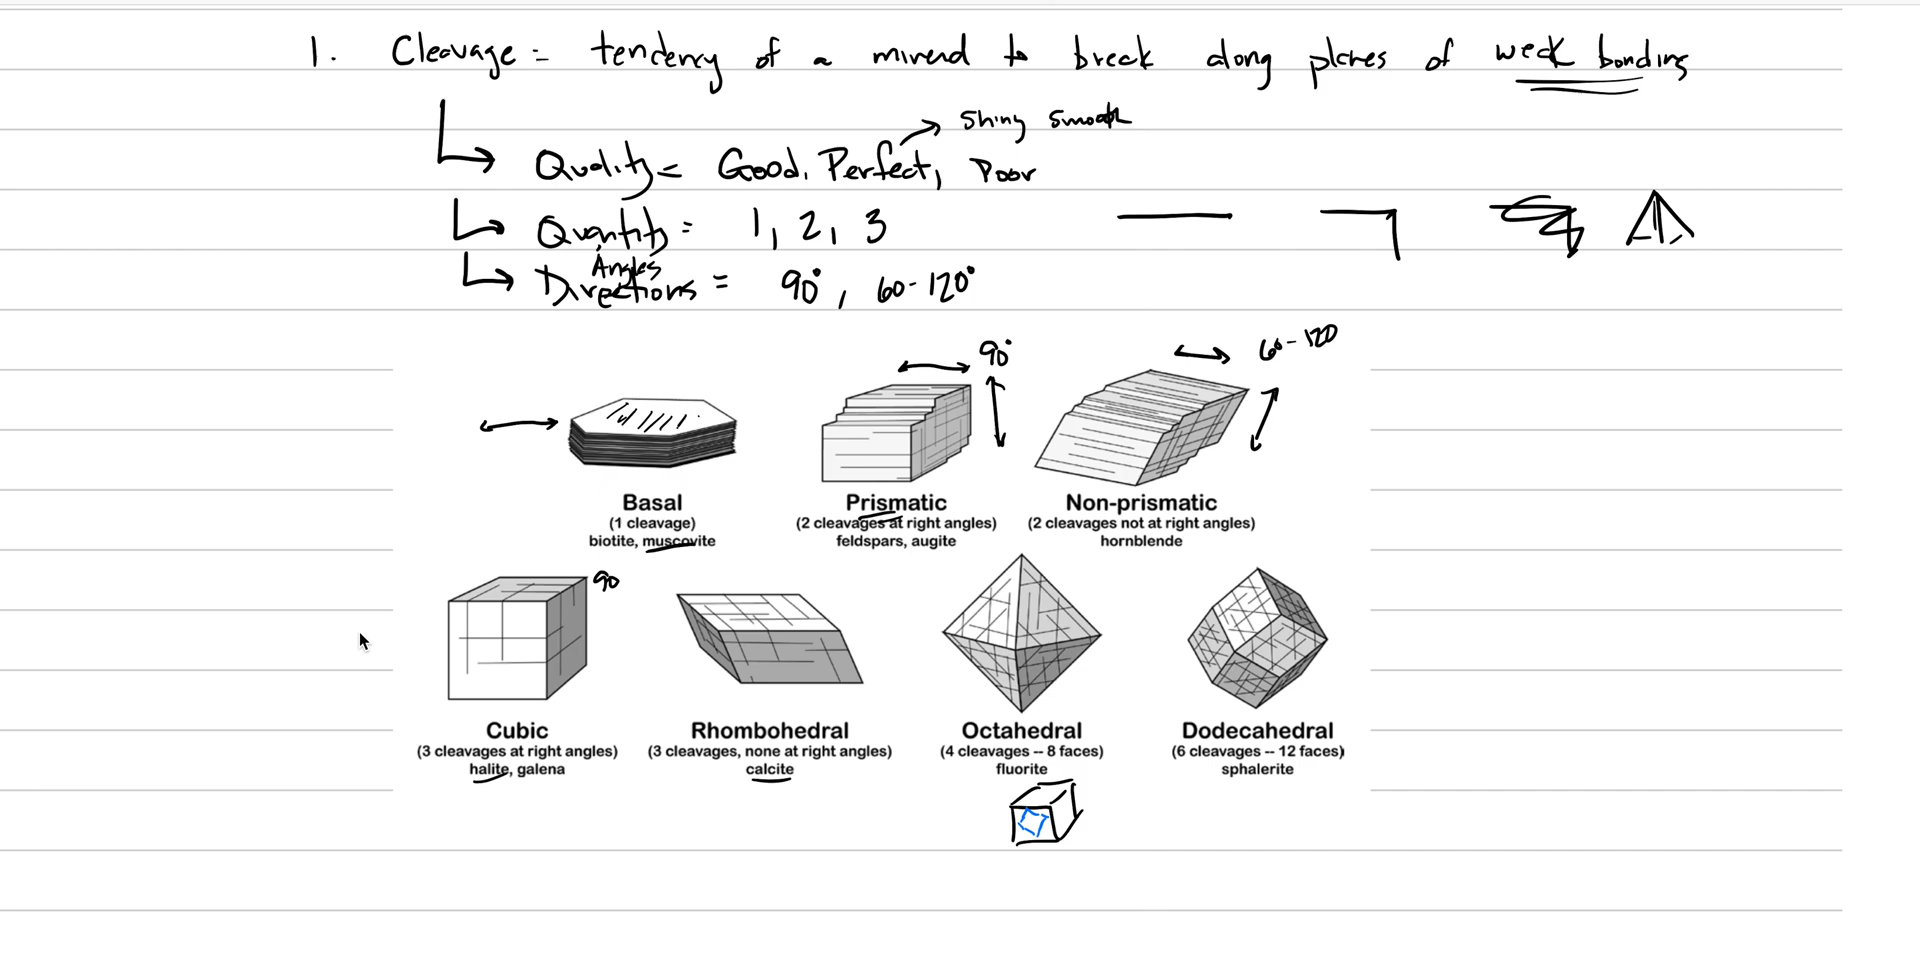 1. Cleavage = tendency of a mineral to break along planes of weak bonding
shiny smooth
Quality = Good, Perfect, Poor
Quantity = 1, 2, 3
Angles
Directions = 90°, 60-120°
90°
60-120
Basal
(1 cleavage)
biotite, muscovite
Prismatic
(2 cleavages at right angles)
feldspars, augite
Non-prismatic
(2 cleavages not at right angles)
hornblende
90
Cubic
(3 cleavages at right angles)
halite, galena
Rhombohedral
(3 cleavages, none at right angles)
calcite
Octahedral
(4 cleavages -- 8 faces)
fluorite
Dodecahedral
(6 cleavages -- 12 faces)
sphalerite